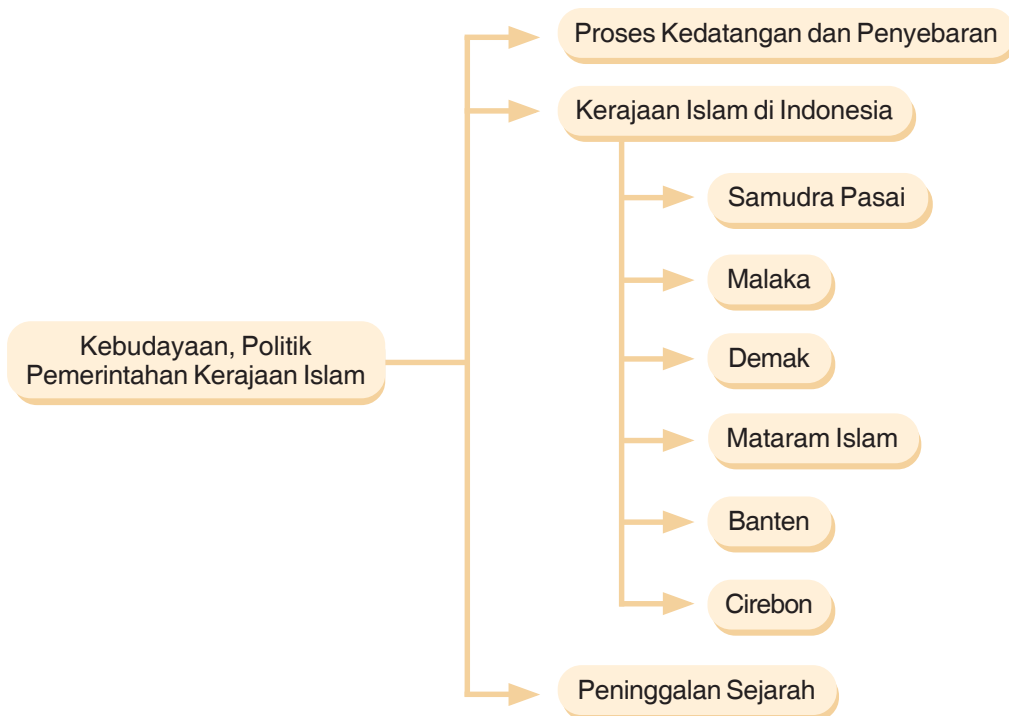 Proses Kedatangan dan Penyebaran
Kerajaan Islam di Indonesia
Samudra Pasai
Malaka
Demak
Mataram Islam
Banten
Cirebon
Kebudayaan, Politik
Pemerintahan Kerajaan Islam
Peninggalan Sejarah